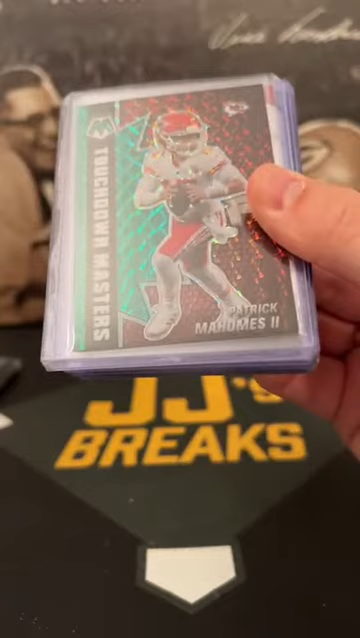 TOUCHDOWN MASTERS
PATRICK
MAHOMES II
JJ's
BREAKS